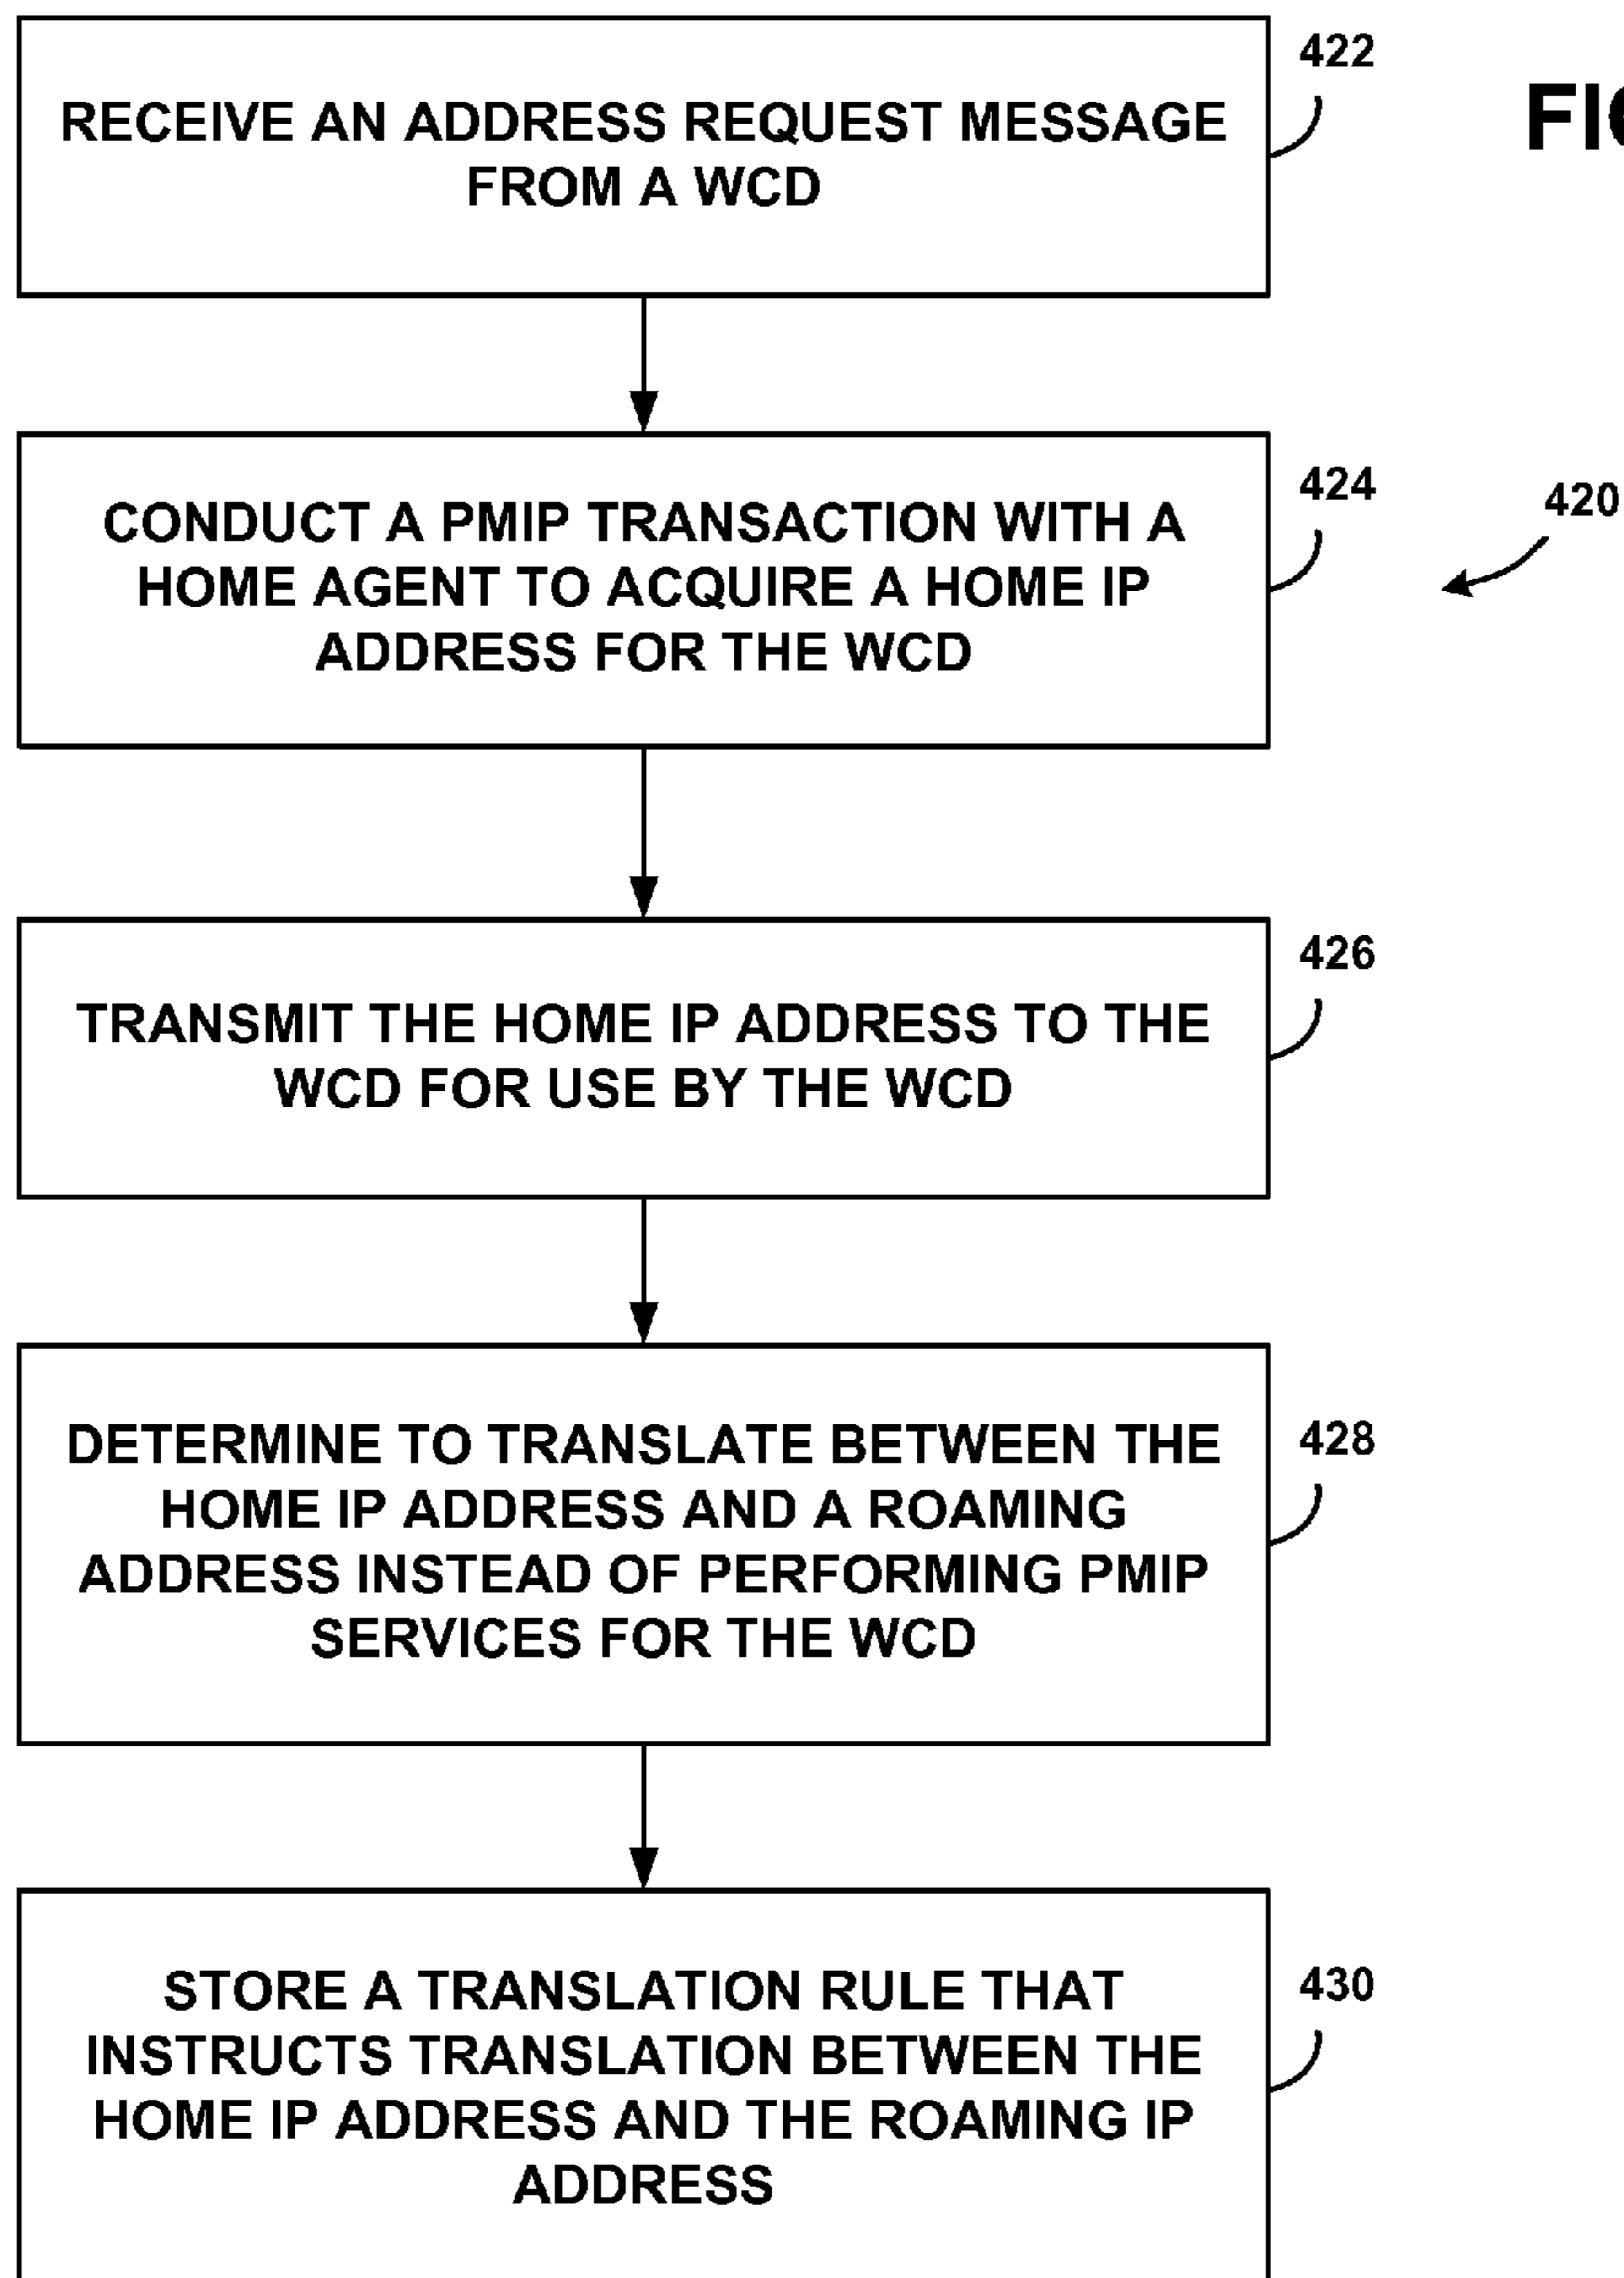 422
RECEIVE AN ADDRESS REQUEST MESSAGE
FROM A WCD
424
420
CONDUCT A PMIP TRANSACTION WITH A
HOME AGENT TO ACQUIRE A HOME IP
ADDRESS FOR THE WCD
426
TRANSMIT THE HOME IP ADDRESS TO THE
WCD FOR USE BY THE WCD
428
DETERMINE TO TRANSLATE BETWEEN THE
HOME IP ADDRESS AND A ROAMING
ADDRESS INSTEAD OF PERFORMING PMIP
SERVICES FOR THE WCD
430
STORE A TRANSLATION RULE THAT
INSTRUCTS TRANSLATION BETWEEN THE
HOME IP ADDRESS AND THE ROAMING IP
ADDRESS